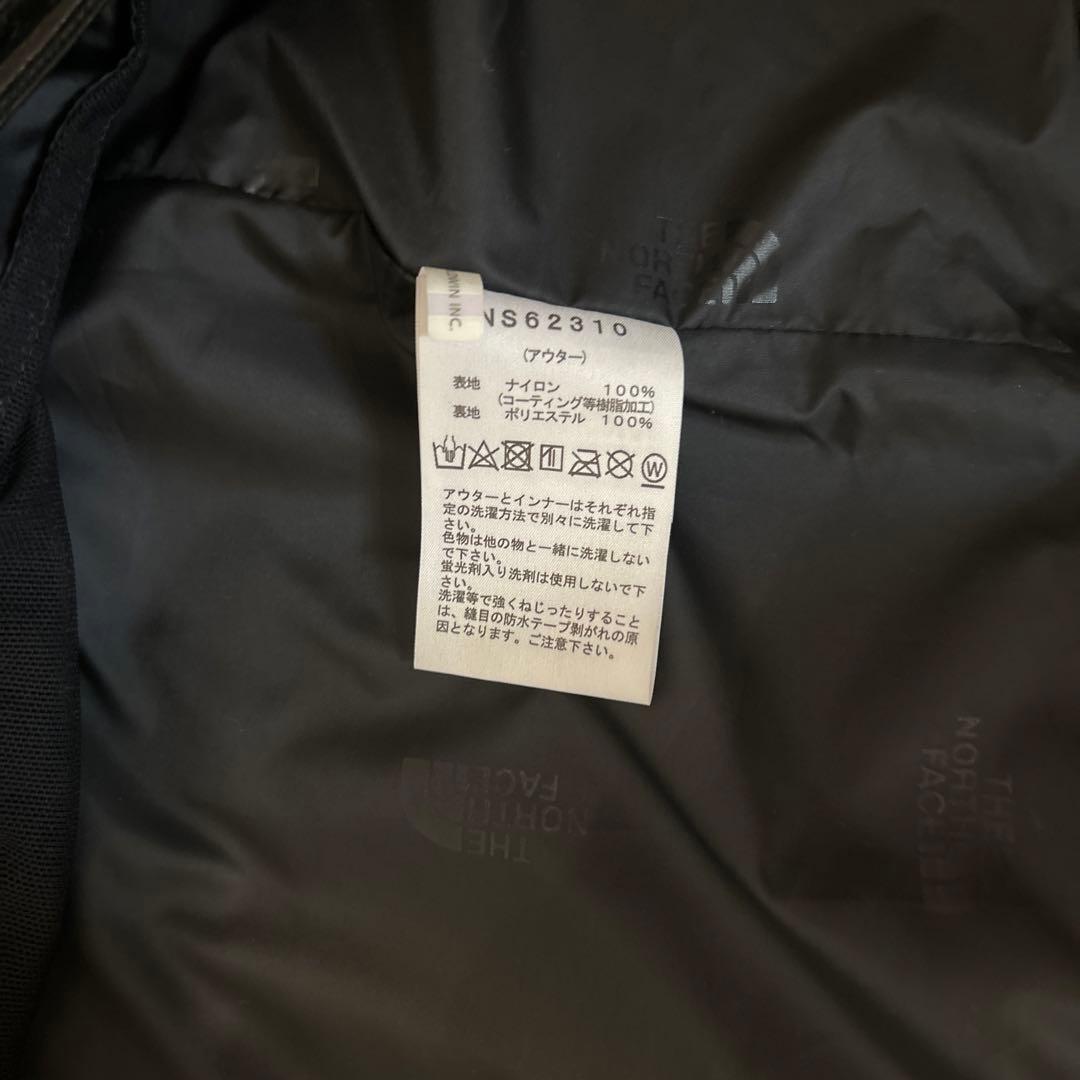 THE
NORTH
FACE
DWIN INC.
NS62310
(アウター)
表地 ナイロン 100%
(コーティング等樹脂加工)
裏地 ポリエステル 100%
W
アウターとインナーはそれぞれ指
定の洗濯方法で別々に洗濯して下
さい。
色物は他の物と一緒に洗濯しない
で下さい。
蛍光剤入り洗剤は使用しないで下
さい。
洗濯等で強くねじったりすること
は、縫目の防水テープ剥がれの原
因となります。ご注意下さい。
THE
NORTH
FACE
THE
NORTH
FACE